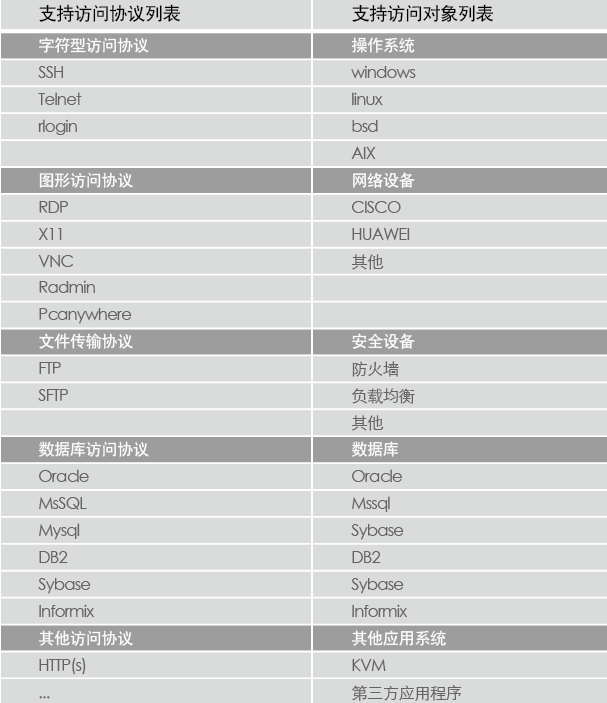 支持访问协议列表 支持访问对象列表
字符型访问协议 操作系统
SSH windows
Telnet linux
rlogin bsd
AIX
图形访问协议 网络设备
RDP CISCO
X11 HUAWEI
VNC 其他
Radmin
Pcanywhere
文件传输协议 安全设备
FTP 防火墙
SFTP 负载均衡
其他
数据库访问协议 数据库
Oracle Oracle
MsSQL Mssql
Mysql Sybase
DB2 DB2
Sybase Sybase
Informix Informix
其他访问协议 其他应用系统
HTTP(s) KVM
... 第三方应用程序